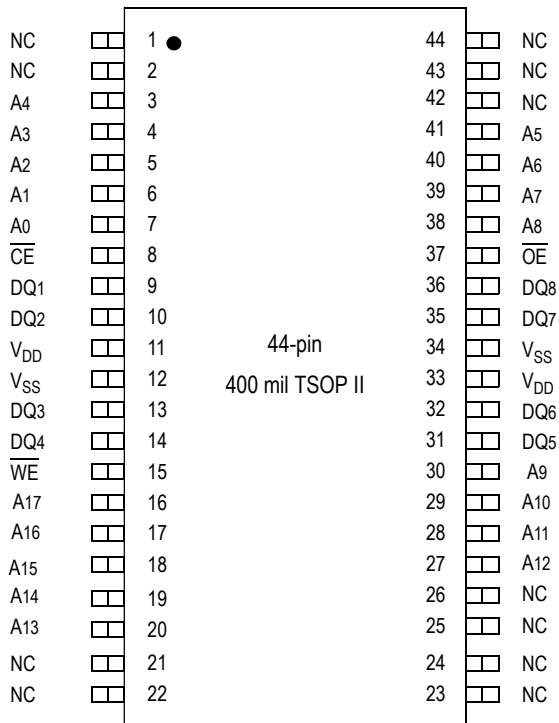 NC 1 44 NC
NC 2 43 NC
A4 3 42 NC
A3 4 41 A5
A2 5 40 A6
A1 6 39 A7
A0 7 38 A8
C̅E̅ 8 37 O̅E̅
DQ1 9 36 DQ8
DQ2 10 35 DQ7
VDD 11 44-pin 34 VSS
VSS 12 400 mil TSOP II 33 VDD
DQ3 13 32 DQ6
DQ4 14 31 DQ5
W̅E̅ 15 30 A9
A17 16 29 A10
A16 17 28 A11
A15 18 27 A12
A14 19 26 NC
A13 20 25 NC
NC 21 24 NC
NC 22 23 NC